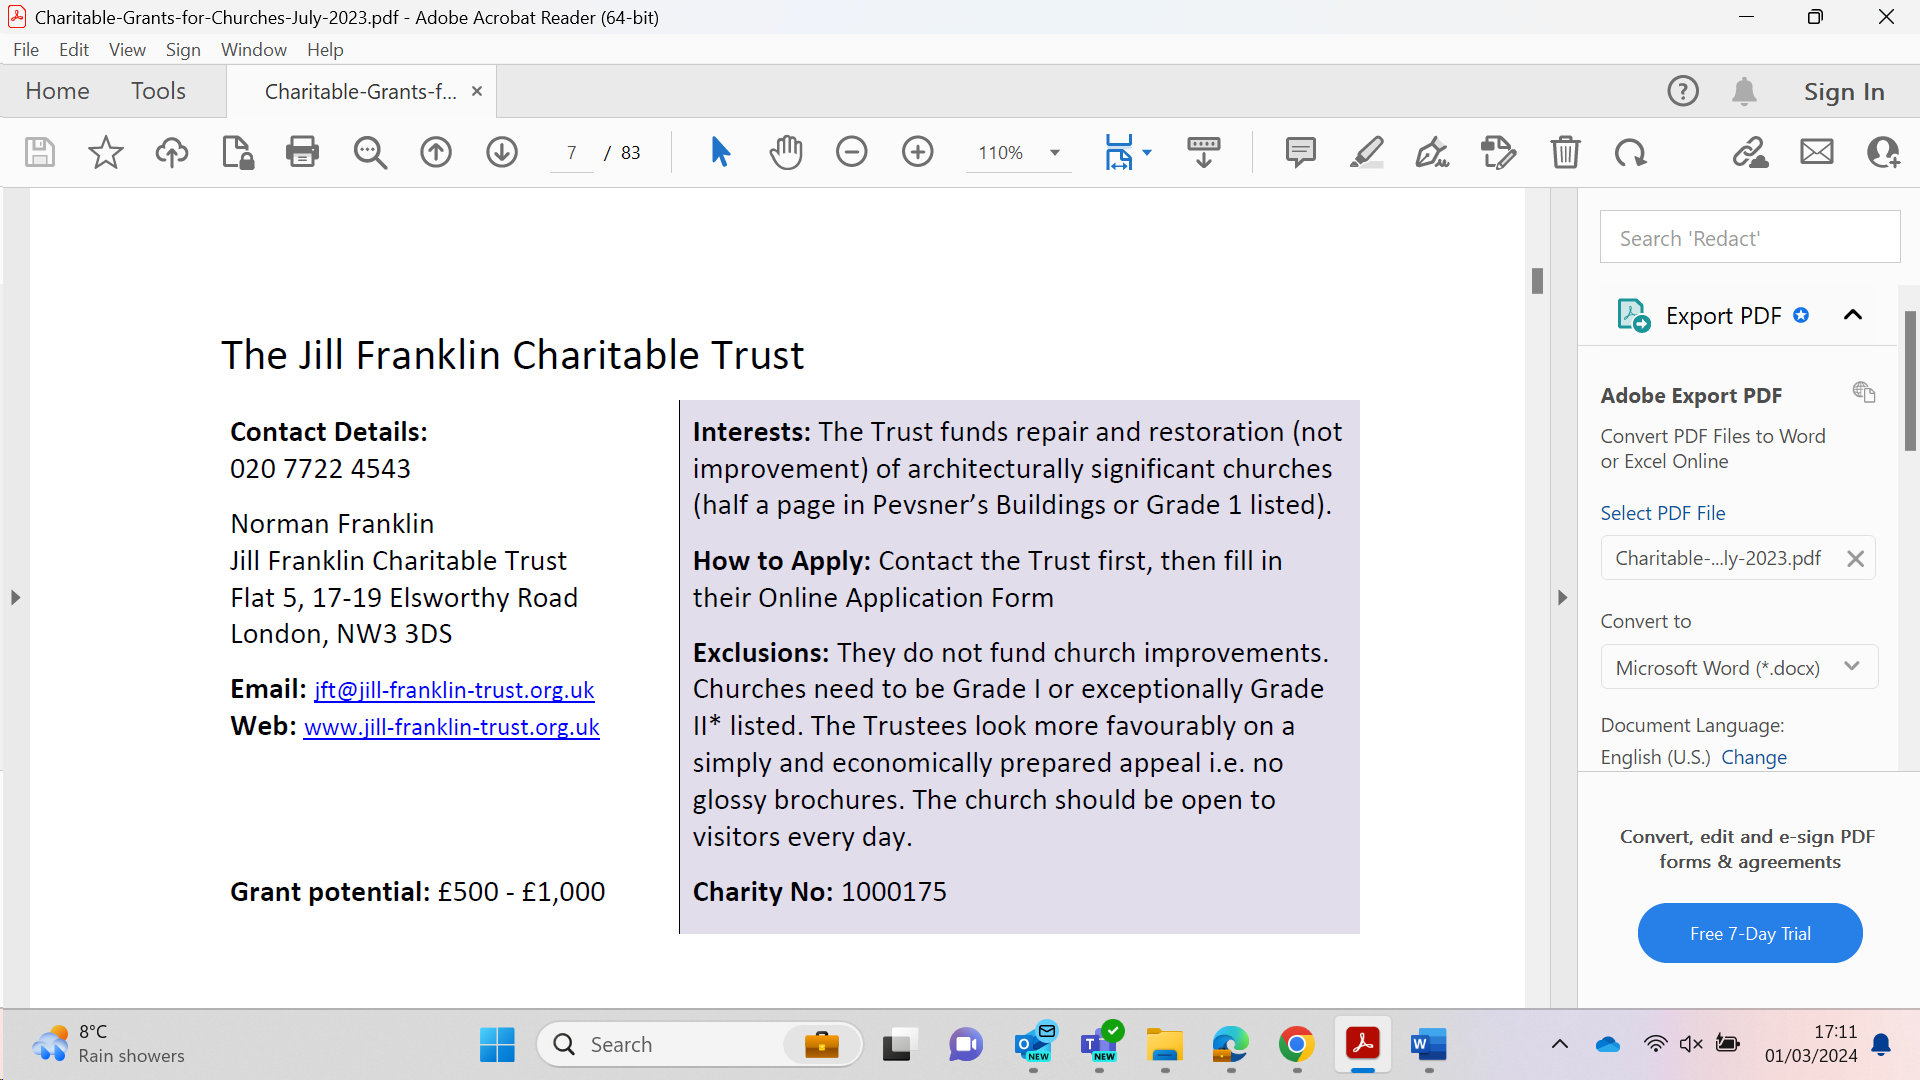 Charitable-Grants-for-Churches-July-2023.pdf - Adobe Acrobat Reader (64-bit)
File Edit View Sign Window Help
Home Tools Charitable-Grants-f... × Sign In
7 / 83 110%
The Jill Franklin Charitable Trust
Contact Details:
020 7722 4543
Norman Franklin
Jill Franklin Charitable Trust
Flat 5, 17-19 Elsworthy Road
London, NW3 3DS
Email: jft@jill-franklin-trust.org.uk
Web: www.jill-franklin-trust.org.uk
Grant potential: £500 - £1,000
Interests: The Trust funds repair and restoration (not
improvement) of architecturally significant churches
(half a page in Pevsner’s Buildings or Grade 1 listed).
How to Apply: Contact the Trust first, then fill in
their Online Application Form
Exclusions: They do not fund church improvements.
Churches need to be Grade I or exceptionally Grade
II* listed. The Trustees look more favourably on a
simply and economically prepared appeal i.e. no
glossy brochures. The church should be open to
visitors every day.
Charity No: 1000175
Search 'Redact'
Export PDF
Adobe Export PDF
Convert PDF Files to Word
or Excel Online
Select PDF File
Charitable-...ly-2023.pdf
Convert to
Microsoft Word (*.docx)
Document Language:
English (U.S.) Change
Convert, edit and e-sign PDF
forms & agreements
Free 7-Day Trial
8°C
Rain showers
Search
NEW
NEW
17:11
01/03/2024